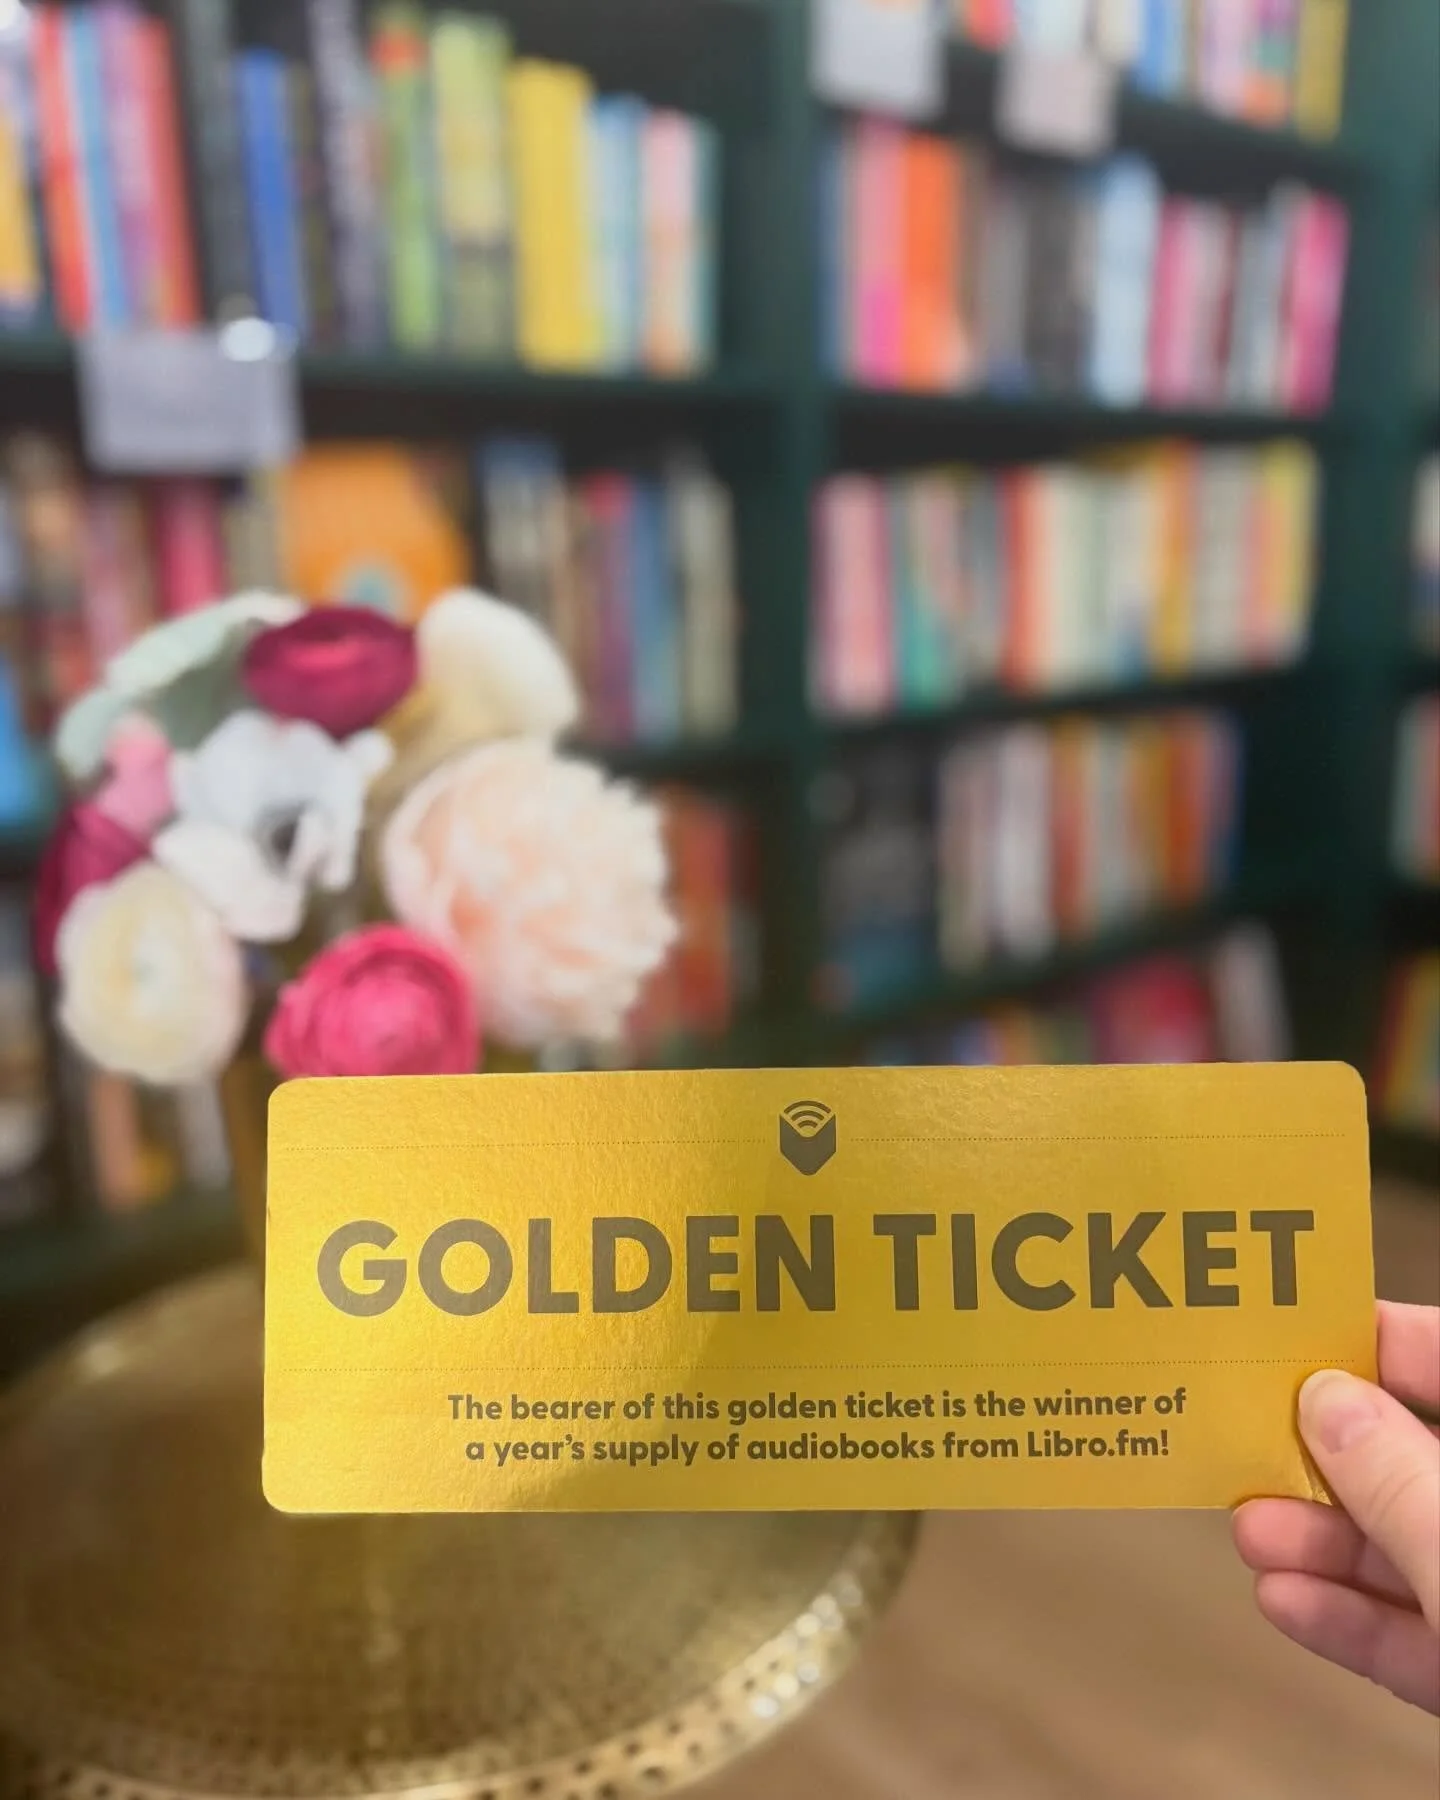 GOLDEN TICKET
The bearer of this golden ticket is the winner of
a year's supply of audiobooks from Libro.fm!